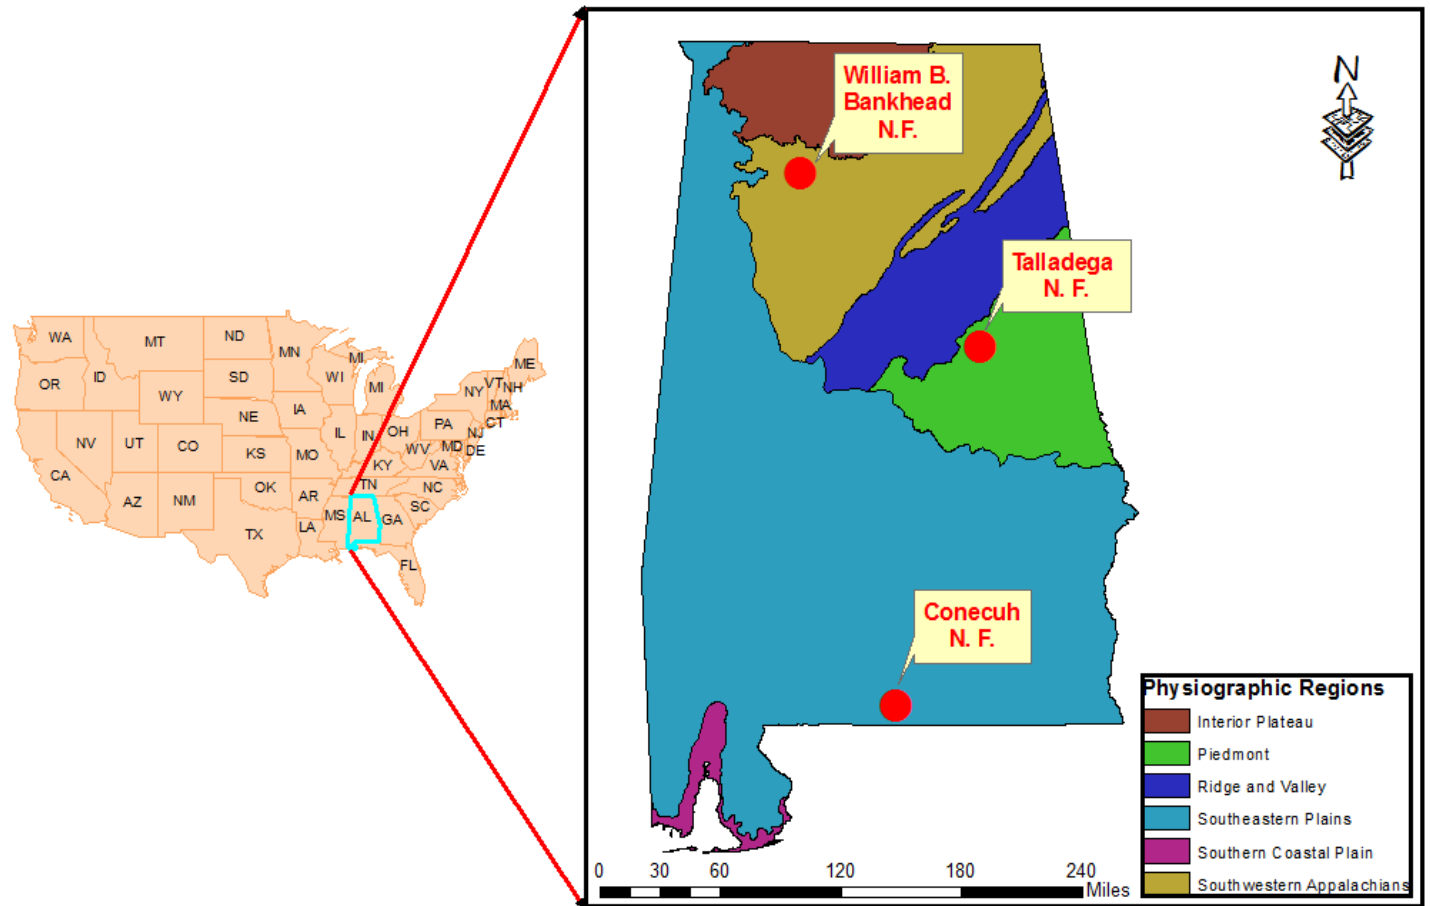 WA
MT
ND
MN
OR
ID
SD
WI
MI
MI
ME
VT
NH
NY
MA
CT
WY
IA
NE
PA
NJ
NV
UT
CO
IL
IN
OH
MD
DE
WV
VA
KS
MO
KY
CA
AZ
NM
OK
AR
TN
NC
SC
MS
AL
GA
LA
TX
FL
William B.
Bankhead
N.F.
N
Talladega
N. F.
Conecuh
N. F.
Physiographic Regions
Interior Plateau
Piedmont
Ridge and Valley
Southeastern Plains
Southern Coastal Plain
Southwestern Appalachians
0 30 60 120 180 240
Miles